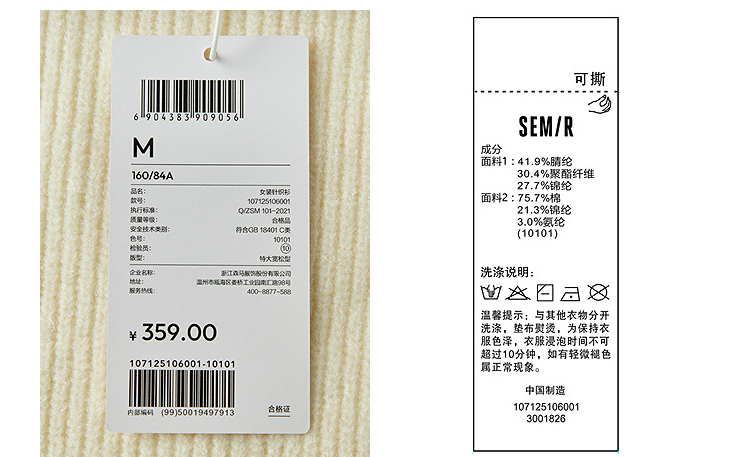 6 904383 909056
M
160/84A
品名: 女装针织衫
款号: 107125106001
执行标准: Q/ZSM 101-2021
质量等级: 合格品
安全技术类别: 符合GB 18401 C类
色号: 10101
检验员: 10
版型: 特大宽松型
企业名称: 浙江森马服饰股份有限公司
地址: 温州市瓯海区娄桥工业园南汇路98号
服务热线: 400-8877-588
¥ 359.00
107125106001-10101
内部编码 (99)50019497913
合格证
可撕
SEM/R
成分
面料1：41.9%腈纶
30.4%聚酯纤维
27.7%锦纶
面料2：75.7%棉
21.3%锦纶
3.0%氨纶
(10101)
洗涤说明：
温馨提示：与其他衣物分开
洗涤，垫布熨烫，为保持衣
服色泽，衣服浸泡时间不可
超过10分钟，如有轻微褪色
属正常现象。
中国制造
107125106001
3001826